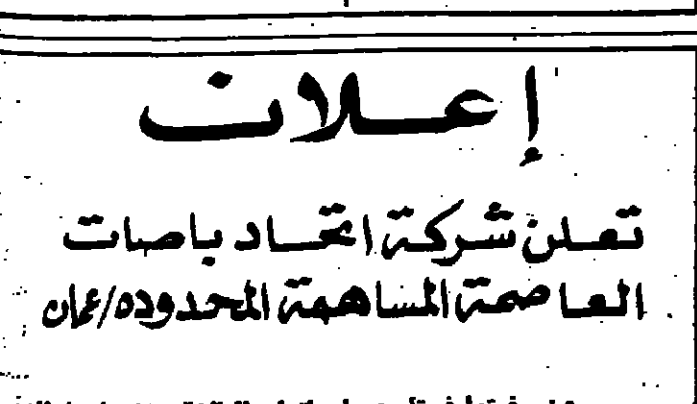 إعلان
تعلن شركة اتحاد باصات
العاصمة المساهمة المحدوده/عمان